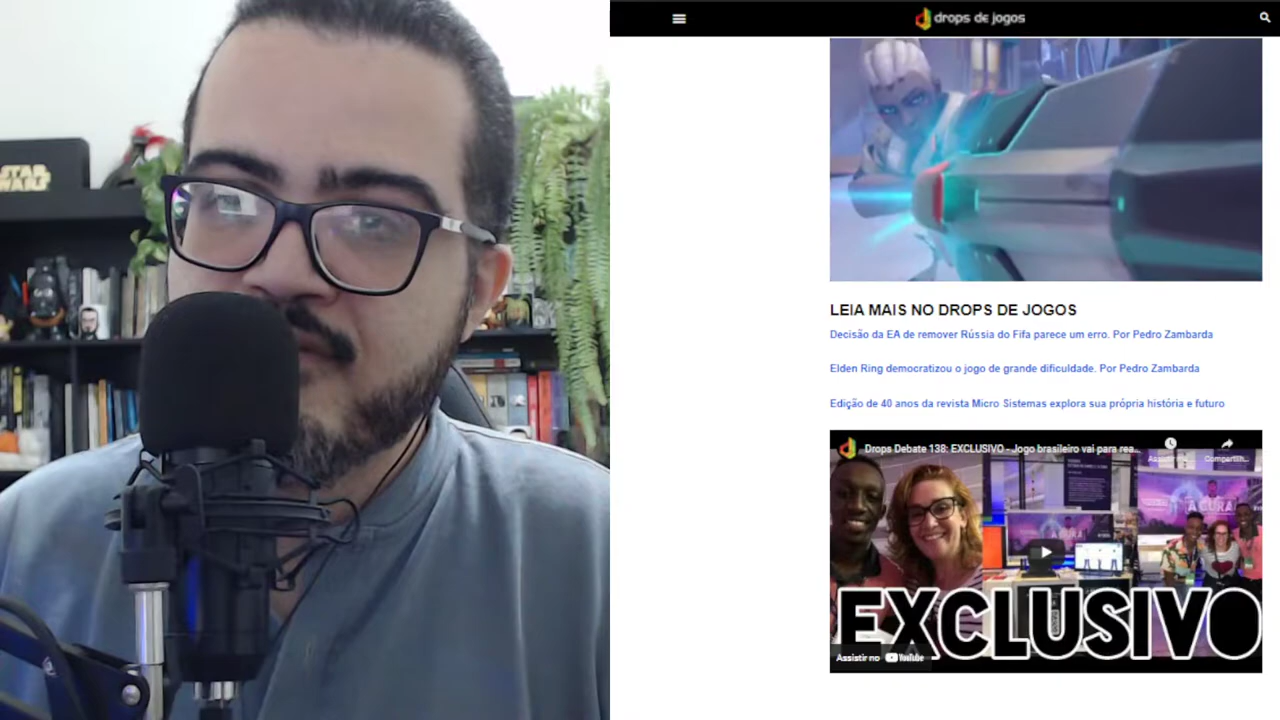 STAR
WARS
drops de jogos
LEIA MAIS NO DROPS DE JOGOS
Decisão da EA de remover Rússia do Fifa parece um erro. Por Pedro Zambarda
Elden Ring democratizou o jogo de grande dificuldade. Por Pedro Zambarda
Edição de 40 anos da revista Micro Sistemas explora sua própria história e futuro
Drops Debate 138: EXCLUSIVO - Jogo brasileiro vai para rea...
Compartilh...
A CURA
A CURA
EXCLUSIVO
Assistir no YouTube